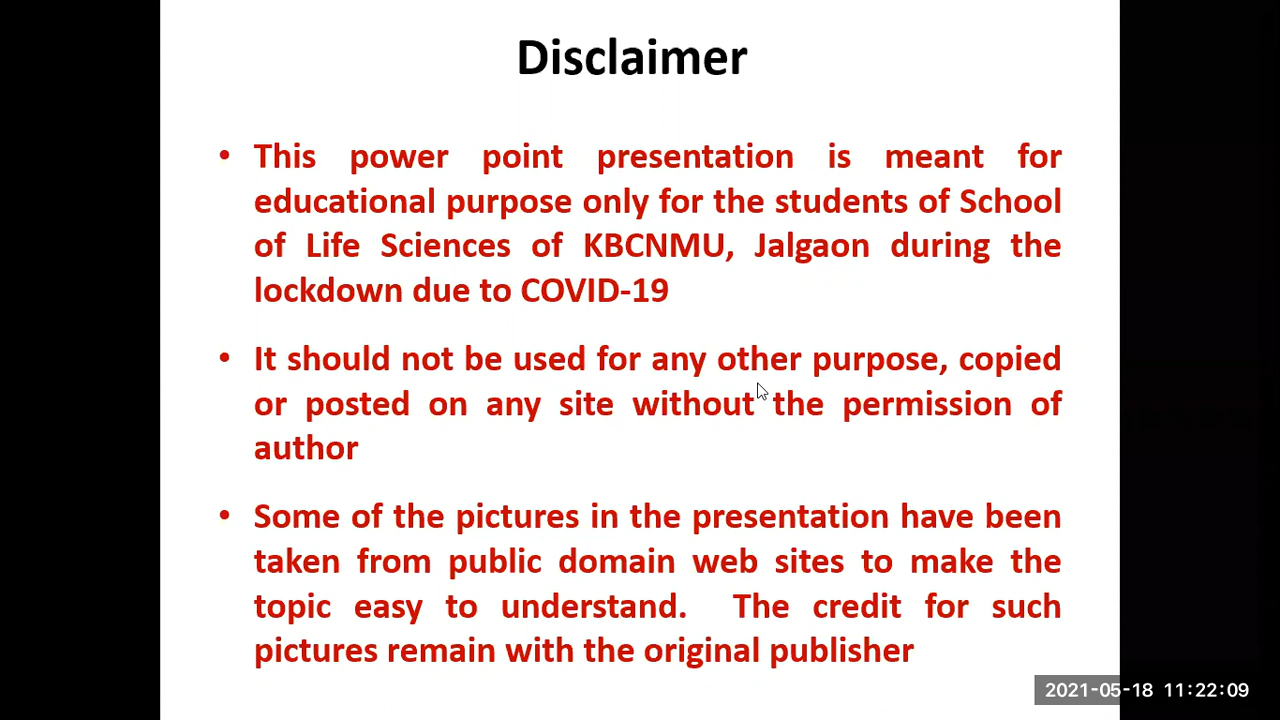 Disclaimer
• This power point presentation is meant for
educational purpose only for the students of School
of Life Sciences of KBCNMU, Jalgaon during the
lockdown due to COVID-19
• It should not be used for any other purpose, copied
or posted on any site without the permission of
author
• Some of the pictures in the presentation have been
taken from public domain web sites to make the
topic easy to understand. The credit for such
pictures remain with the original publisher
2021-05-18 11:22:09